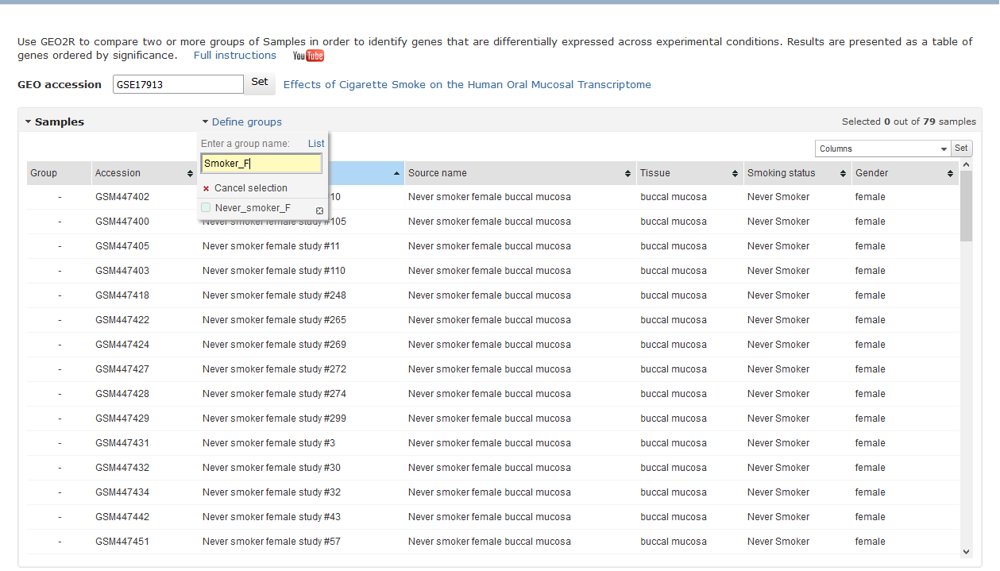 Use GEO2R to compare two or more groups of Samples in order to identify genes that are differentially expressed across experimental conditions. Results are presented as a table of
genes ordered by significance. Full instructions YouTube
GEO accession GSE17913 Set Effects of Cigarette Smoke on the Human Oral Mucosal Transcriptome
Samples Define groups Selected 0 out of 79 samples
Enter a group name: List
Columns Set
Smoker_F
Group Accession Source name Tissue Smoking status Gender
Cancel selection
- GSM447402 10 Never smoker female buccal mucosa buccal mucosa Never Smoker female
Never_smoker_F
- GSM447400 Never smoker female study #105 Never smoker female buccal mucosa buccal mucosa Never Smoker female
- GSM447405 Never smoker female study #11 Never smoker female buccal mucosa buccal mucosa Never Smoker female
- GSM447403 Never smoker female study #110 Never smoker female buccal mucosa buccal mucosa Never Smoker female
- GSM447418 Never smoker female study #248 Never smoker female buccal mucosa buccal mucosa Never Smoker female
- GSM447422 Never smoker female study #265 Never smoker female buccal mucosa buccal mucosa Never Smoker female
- GSM447424 Never smoker female study #269 Never smoker female buccal mucosa buccal mucosa Never Smoker female
- GSM447427 Never smoker female study #272 Never smoker female buccal mucosa buccal mucosa Never Smoker female
- GSM447428 Never smoker female study #274 Never smoker female buccal mucosa buccal mucosa Never Smoker female
- GSM447429 Never smoker female study #299 Never smoker female buccal mucosa buccal mucosa Never Smoker female
- GSM447431 Never smoker female study #3 Never smoker female buccal mucosa buccal mucosa Never Smoker female
- GSM447432 Never smoker female study #30 Never smoker female buccal mucosa buccal mucosa Never Smoker female
- GSM447434 Never smoker female study #32 Never smoker female buccal mucosa buccal mucosa Never Smoker female
- GSM447442 Never smoker female study #43 Never smoker female buccal mucosa buccal mucosa Never Smoker female
- GSM447451 Never smoker female study #57 Never smoker female buccal mucosa buccal mucosa Never Smoker female